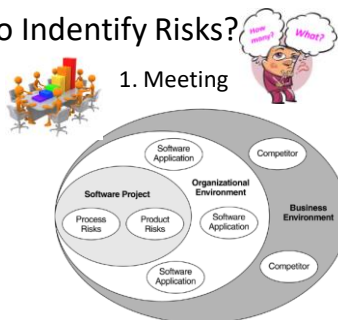 o Indentify Risks?
How
many?
What?
1. Meeting
Software
Application
Competitor
Organizational
Environment
Software Project
Business
Environment
Process
Risks
Product
Risks
Software
Application
Software
Application
Competitor